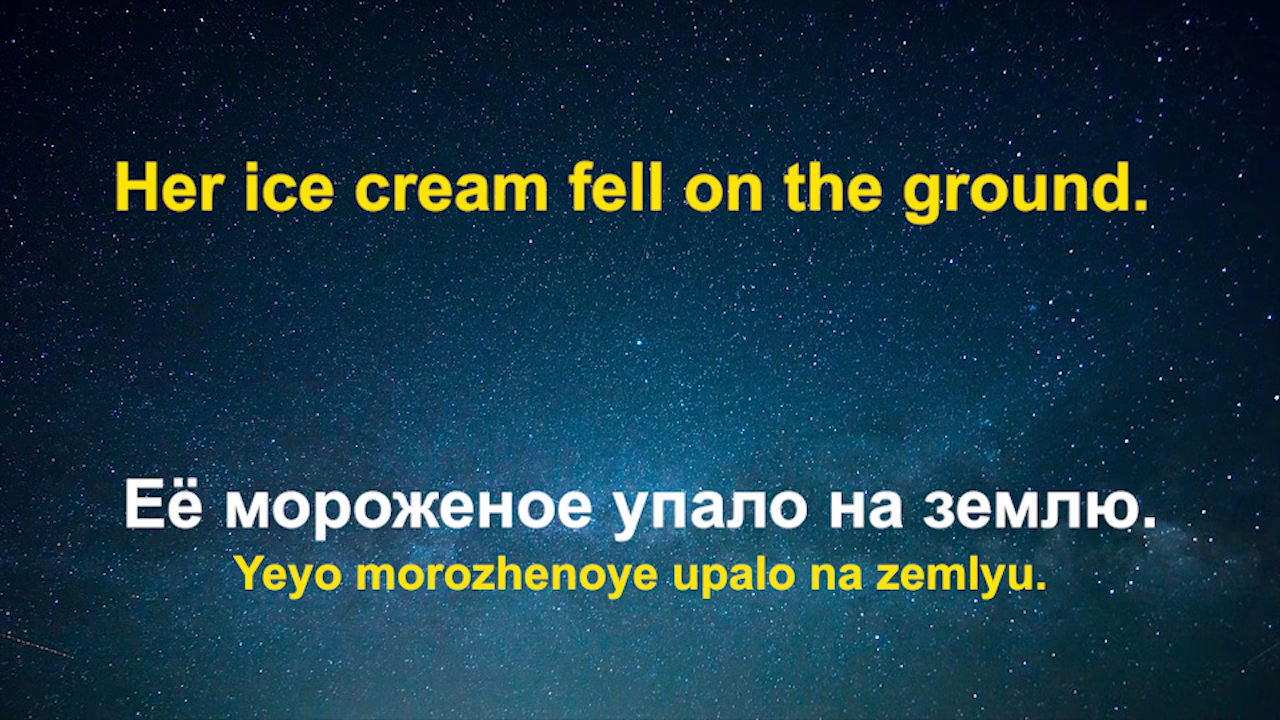 Her ice cream fell on the ground.
Её мороженое упало на землю.
Yeyo morozhenoye upalo na zemlyu.